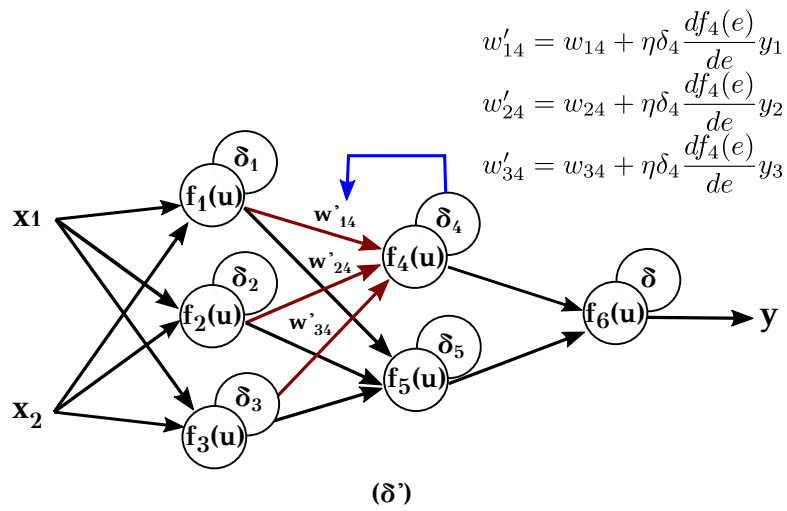 w′₁₄ = w₁₄ + ηδ₄ df₄(e)/de y₁
w′₂₄ = w₂₄ + ηδ₄ df₄(e)/de y₂
w′₃₄ = w₃₄ + ηδ₄ df₄(e)/de y₃
δ₁
f₁(u)
x1
w'₁₄
δ₄
f₄(u)
w'₂₄
δ₂
f₂(u)
δ
f₆(u)
y
w'₃₄
δ₅
f₅(u)
x₂
δ₃
f₃(u)
(δ')